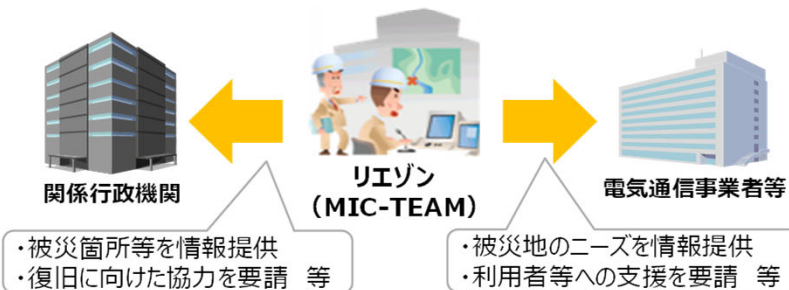 関係行政機関
リエゾン
(MIC-TEAM)
電気通信事業者等
・被災箇所等を情報提供
・復旧に向けた協力を要請 等
・被災地のニーズを情報提供
・利用者等への支援を要請 等